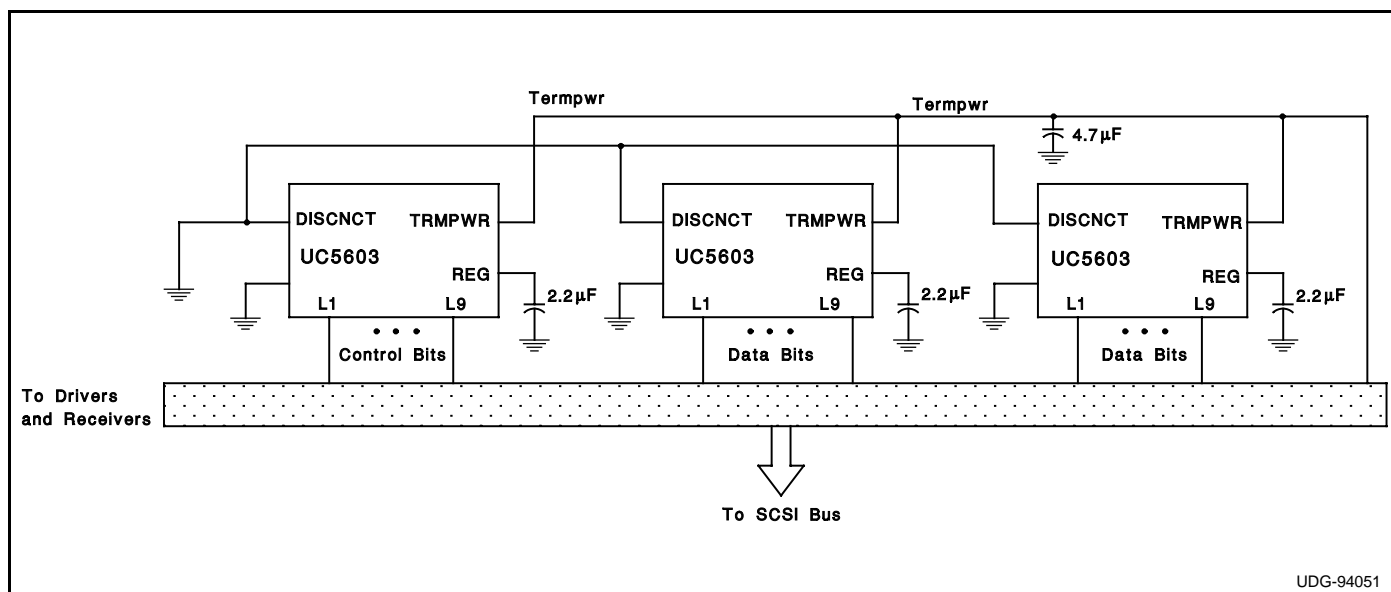 Termpwr
Termpwr
4.7µF
DISCNCT TRMPWR
UC5603
REG
2.2µF
L1 L9
• • •
Control Bits
DISCNCT TRMPWR
UC5603
REG
2.2µF
L1 L9
• • •
Data Bits
DISCNCT TRMPWR
UC5603
REG
2.2µF
L1 L9
• • •
Data Bits
To Drivers
and Receivers
To SCSI Bus
UDG-94051